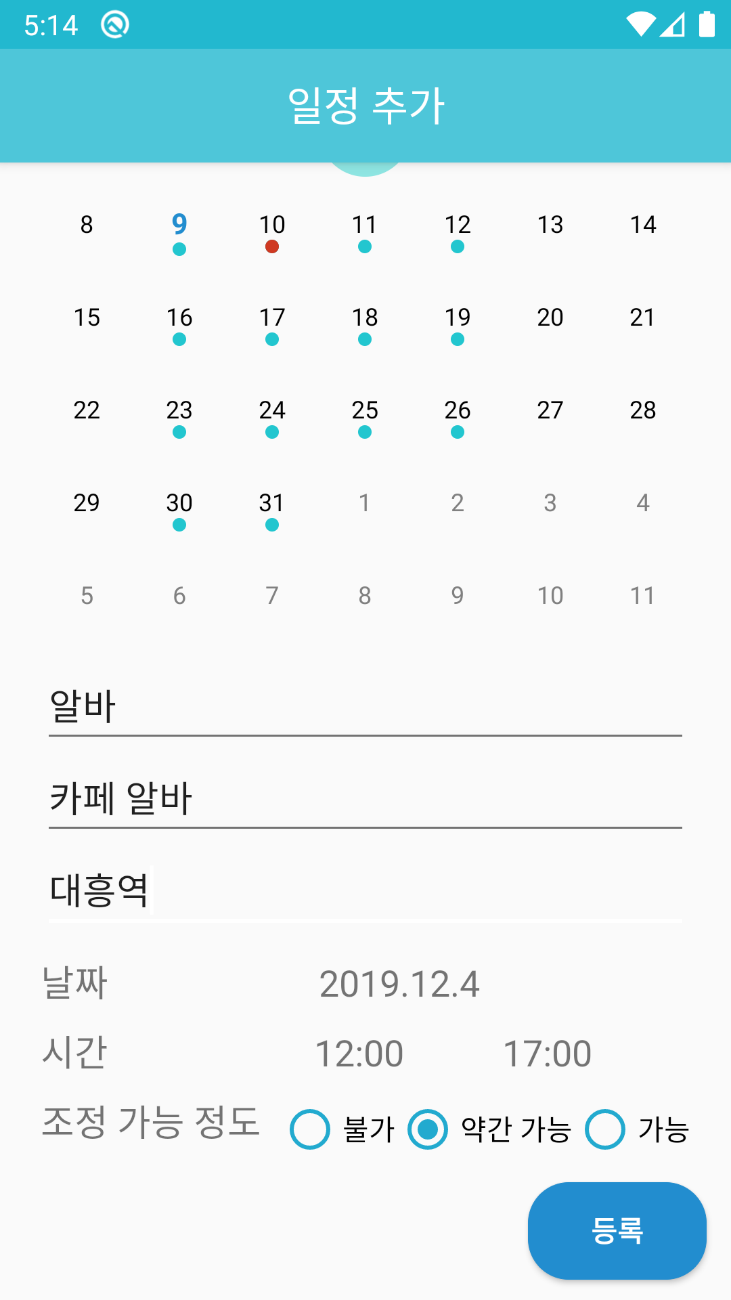 5:14
일정 추가
8 9 10 11 12 13 14
15 16 17 18 19 20 21
22 23 24 25 26 27 28
29 30 31 1 2 3 4
5 6 7 8 9 10 11
알바
카페 알바
대흥역
날짜 2019.12.4
시간 12:00 17:00
조정 가능 정도 불가 약간 가능 가능
등록